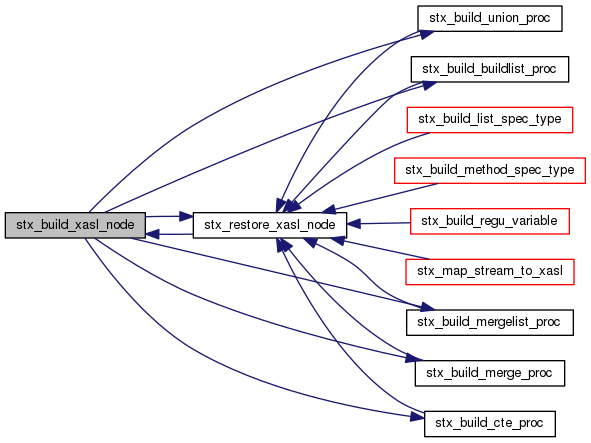 stx_build_union_proc
stx_build_buildlist_proc
stx_build_list_spec_type
stx_build_method_spec_type
stx_build_xasl_node
stx_restore_xasl_node
stx_build_regu_variable
stx_map_stream_to_xasl
stx_build_mergelist_proc
stx_build_merge_proc
stx_build_cte_proc